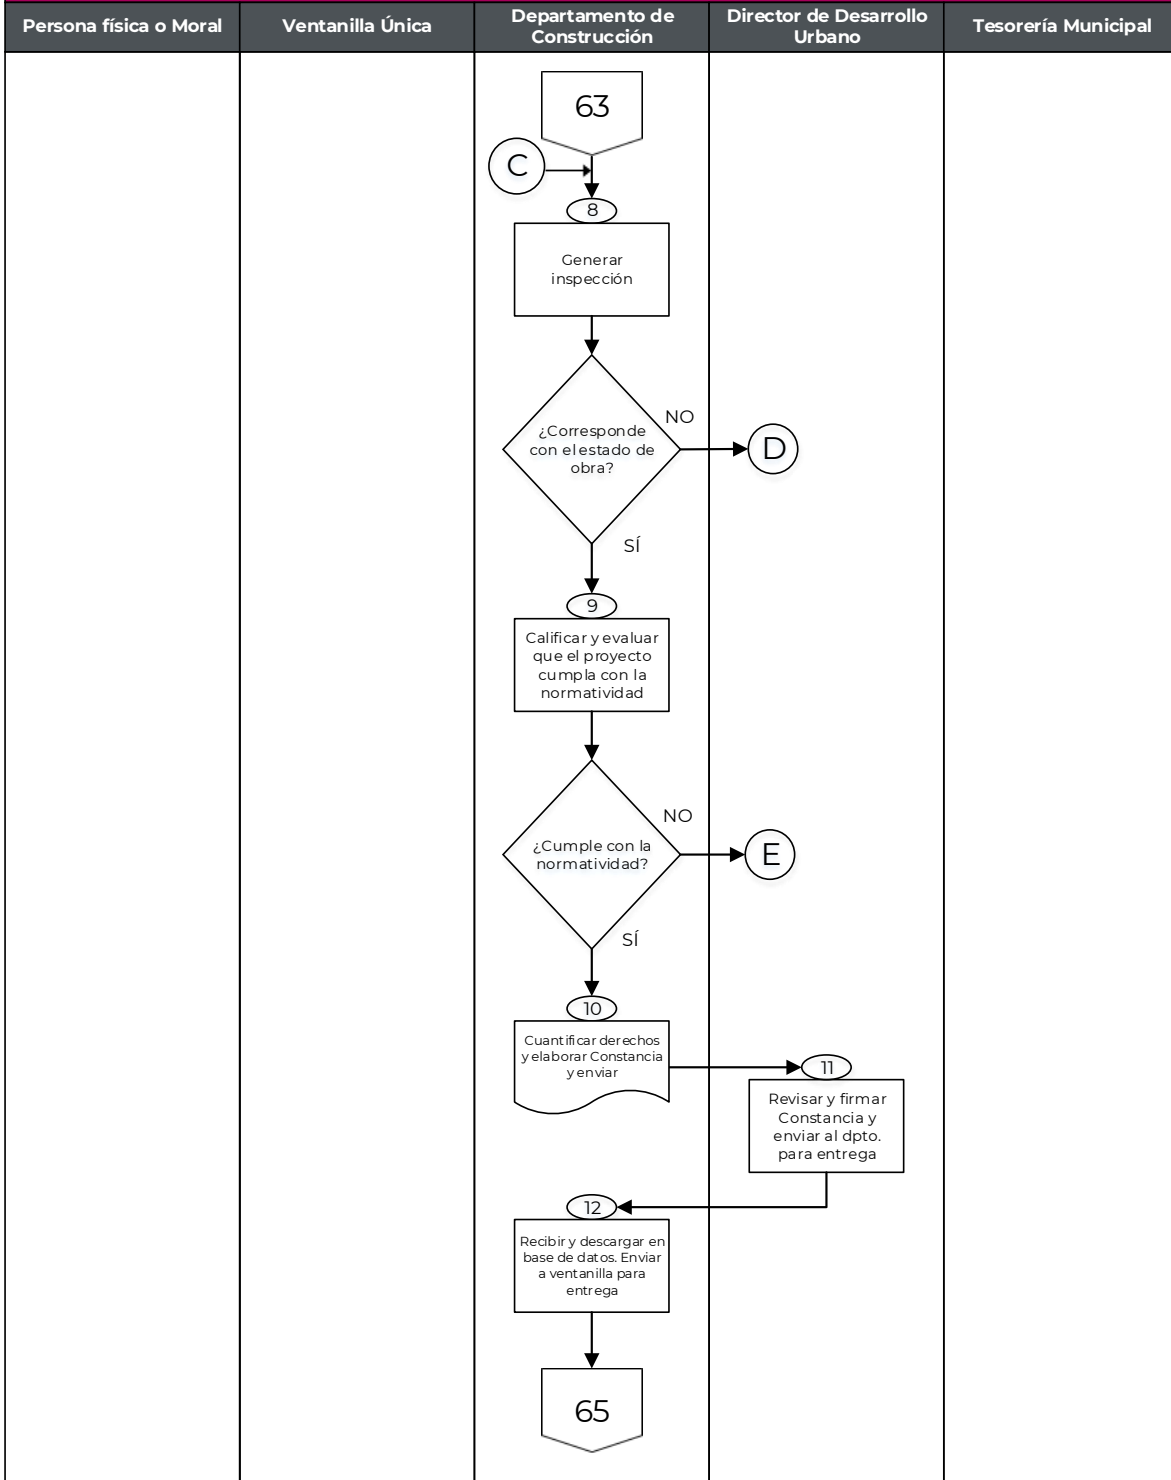 Persona física o Moral
Ventanilla Única
Departamento de
Construcción
Director de Desarrollo
Urbano
Tesorería Municipal
63
C
8
Generar
inspección
¿Corresponde
con el estado de
obra?
NO
D
SÍ
9
Calificar y evaluar
que el proyecto
cumpla con la
normatividad
¿Cumple con la
normatividad?
NO
E
SÍ
10
Cuantificar derechos
y elaborar Constancia
y enviar
11
Revisar y firmar
Constancia y
enviar al dpto.
para entrega
12
Recibir y descargar en
base de datos. Enviar
a ventanilla para
entrega
65